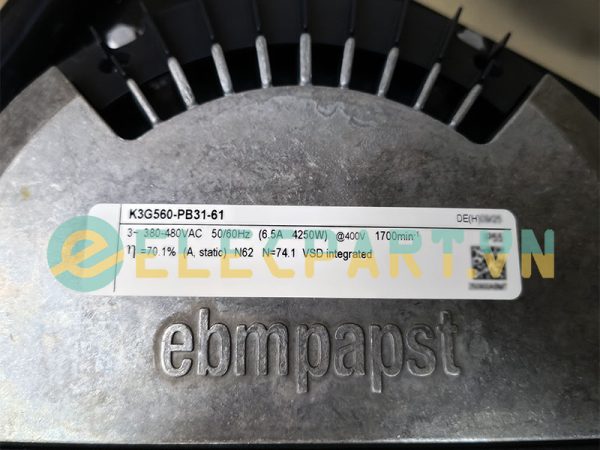 K3G560-PB31-61
DE(H)
3~ 380-480VAC 50/60Hz (6.5A 4250W) @400V 1700min⁻¹
η =70.1% (A, static) N62 N=74.1 VSD integrated
ELECPART.VN
ebmpapst